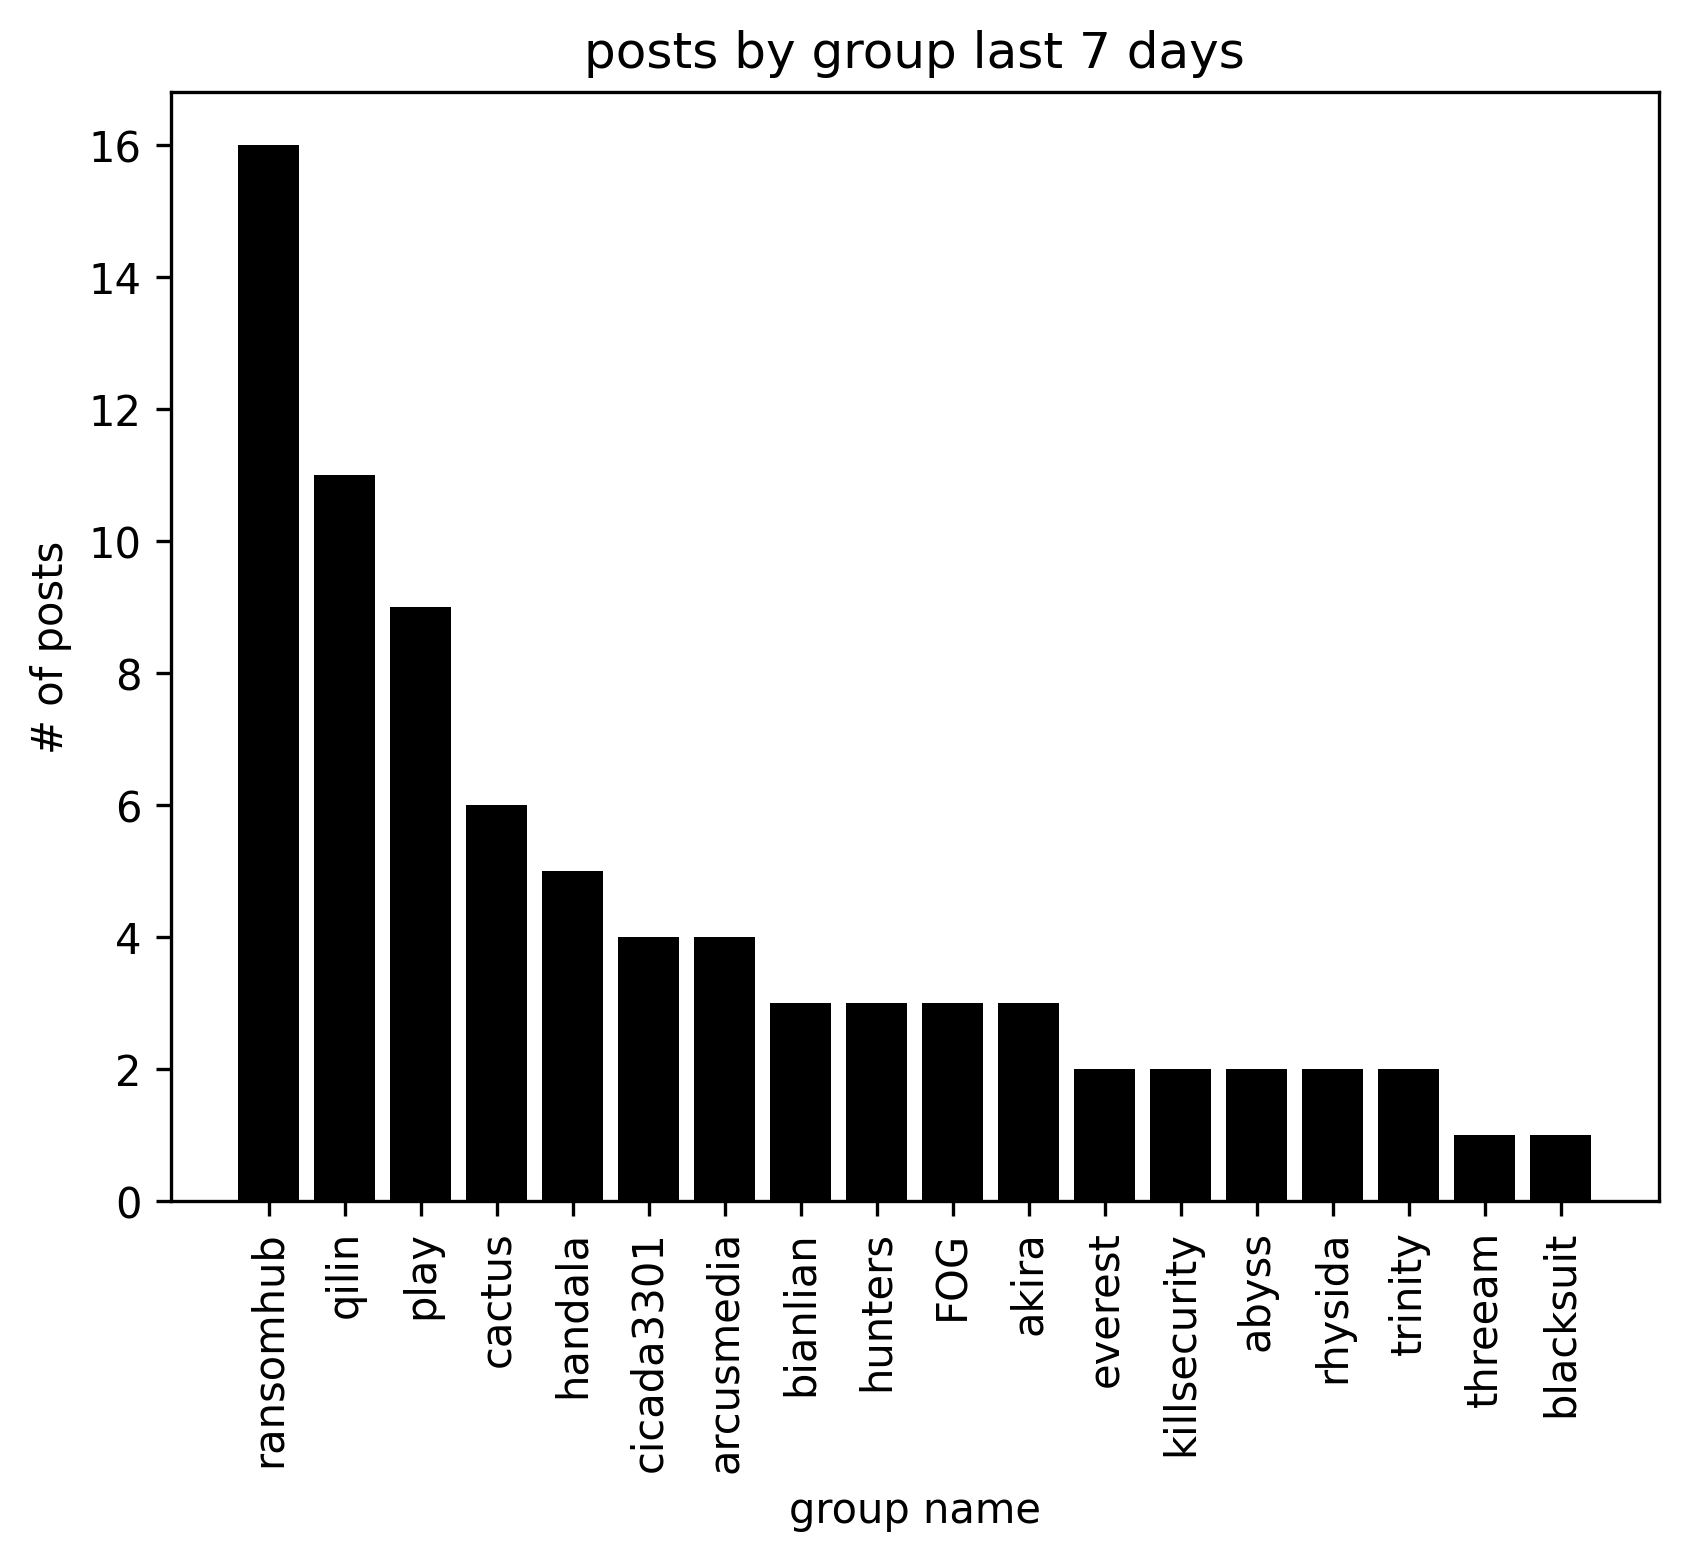 posts by group last 7 days
# of posts
16
14
12
10
8
6
4
2
0
ransomhub
qilin
play
cactus
handala
cicada3301
arcusmedia
bianlian
hunters
FOG
akira
everest
killsecurity
abyss
rhysida
trinity
threeam
blacksuit
group name